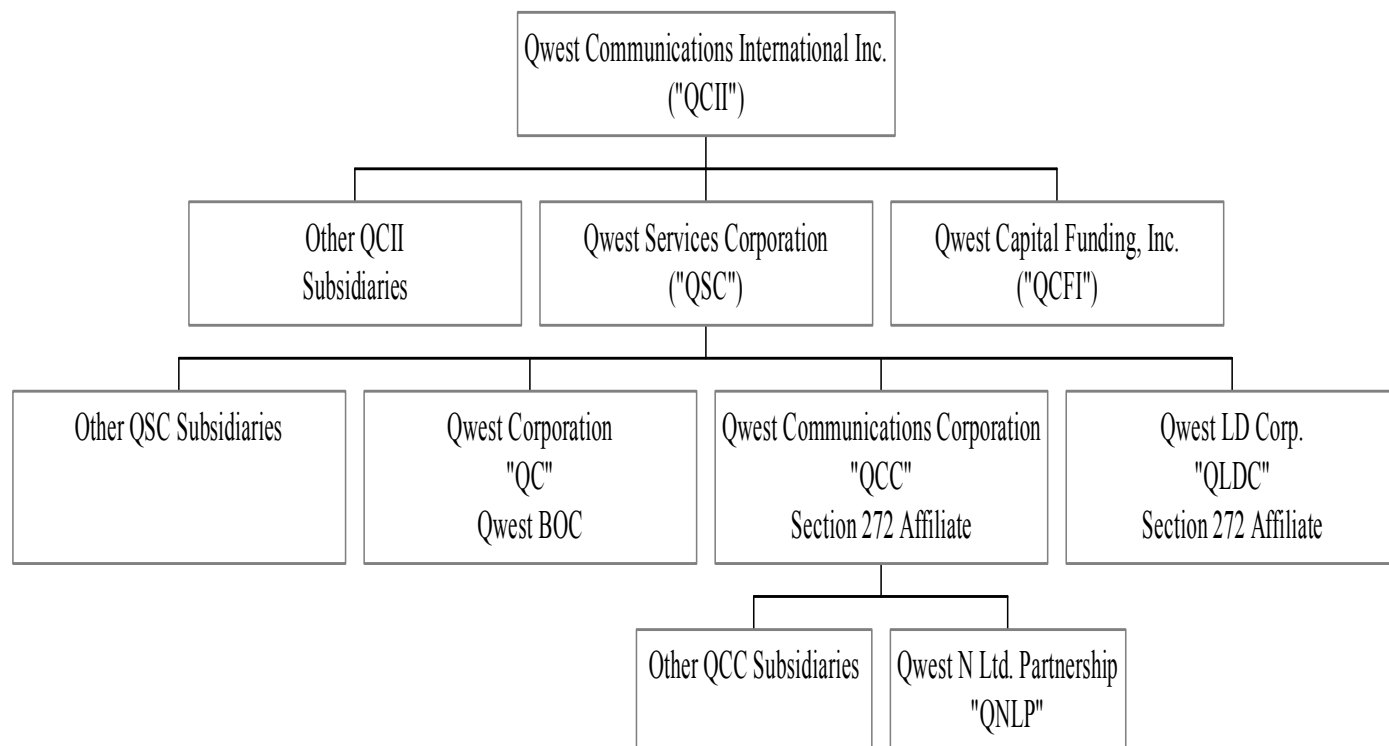 Qwest Communications International Inc.
("QCII")
Other QCII
Subsidiaries
Qwest Services Corporation
("QSC")
Qwest Capital Funding, Inc.
("QCFI")
Other QSC Subsidiaries
Qwest Corporation
"QC"
Qwest BOC
Qwest Communications Corporation
"QCC"
Section 272 Affiliate
Qwest LD Corp.
"QLDC"
Section 272 Affiliate
Other QCC Subsidiaries
Qwest N Ltd. Partnership
"QNLP"